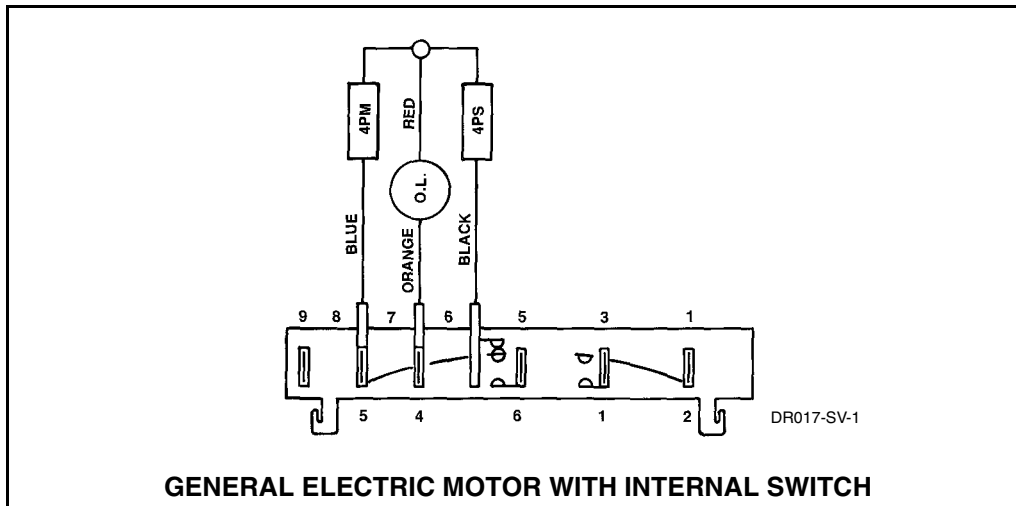 4PM
RED
4PS
O.L.
BLUE
ORANGE
BLACK
9 8 7 6 5 3 1
5 4 6 1 2
DR017-SV-1
GENERAL ELECTRIC MOTOR WITH INTERNAL SWITCH